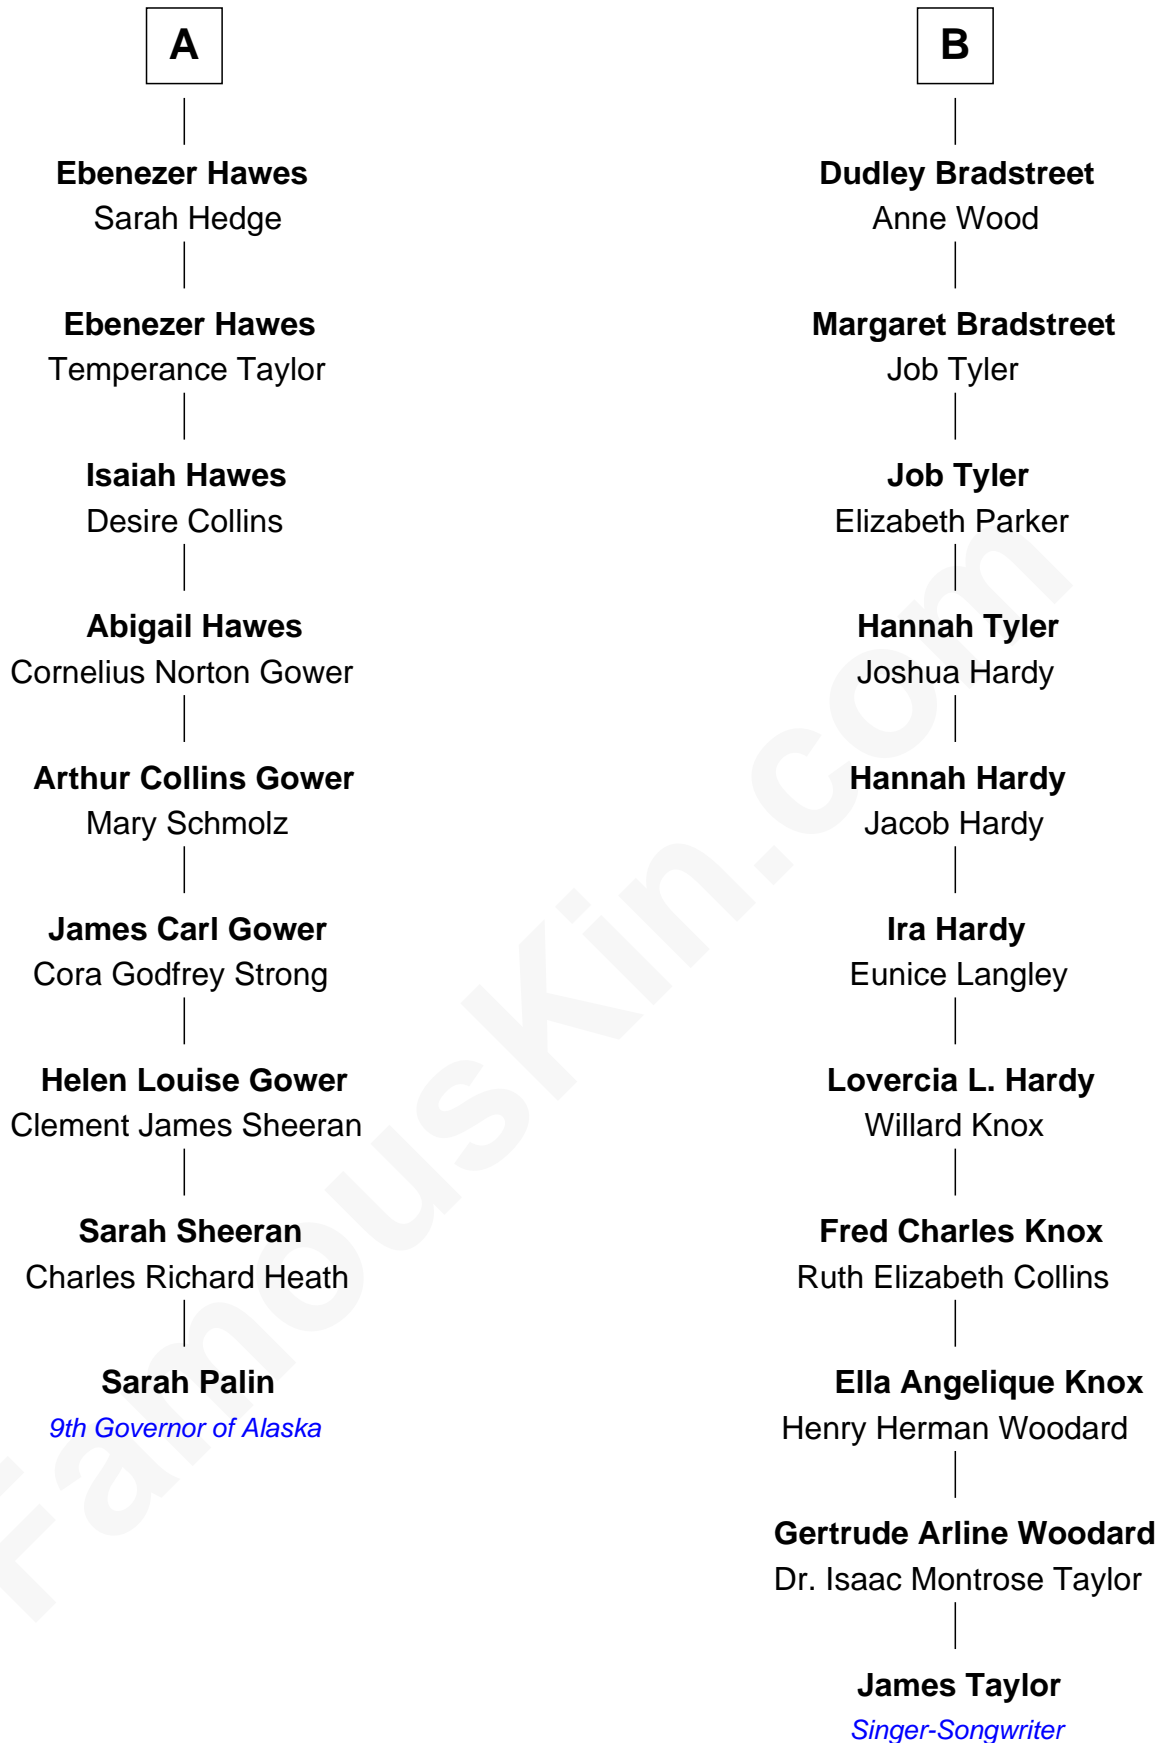 A
Ebenezer Hawes
Sarah Hedge
Ebenezer Hawes
Temperance Taylor
Isaiah Hawes
Desire Collins
Abigail Hawes
Cornelius Norton Gower
Arthur Collins Gower
Mary Schmolz
James Carl Gower
Cora Godfrey Strong
Helen Louise Gower
Clement James Sheeran
Sarah Sheeran
Charles Richard Heath
Sarah Palin
9th Governor of Alaska
B
Dudley Bradstreet
Anne Wood
Margaret Bradstreet
Job Tyler
Job Tyler
Elizabeth Parker
Hannah Tyler
Joshua Hardy
Hannah Hardy
Jacob Hardy
Ira Hardy
Eunice Langley
Lovercia L. Hardy
Willard Knox
Fred Charles Knox
Ruth Elizabeth Collins
Ella Angelique Knox
Henry Herman Woodard
Gertrude Arline Woodard
Dr. Isaac Montrose Taylor
James Taylor
Singer-Songwriter
FamousKin.com